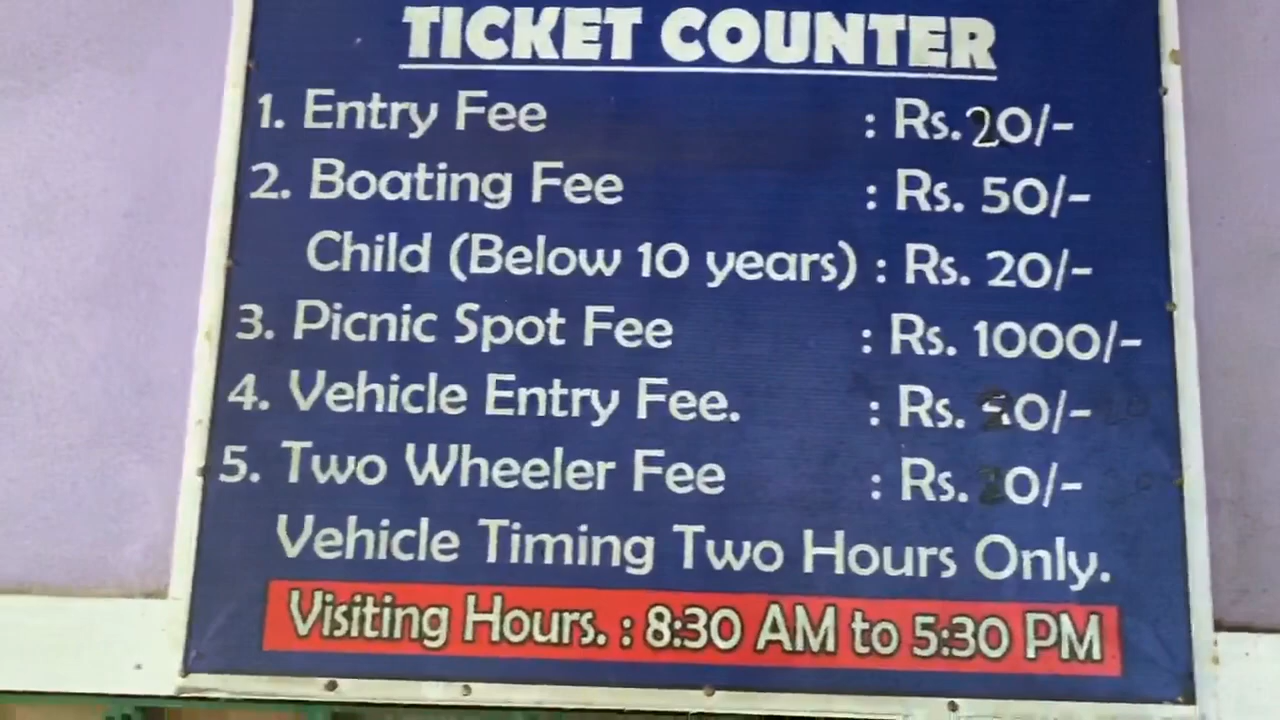 TICKET COUNTER
1. Entry Fee : Rs. 20/-
2. Boating Fee : Rs. 50/-
Child (Below 10 years) : Rs. 20/-
3. Picnic Spot Fee : Rs. 1000/-
4. Vehicle Entry Fee. : Rs.
5. Two Wheeler Fee : Rs.
Vehicle Timing Two Hours Only.
Visiting Hours. : 8:30 AM to 5:30 PM